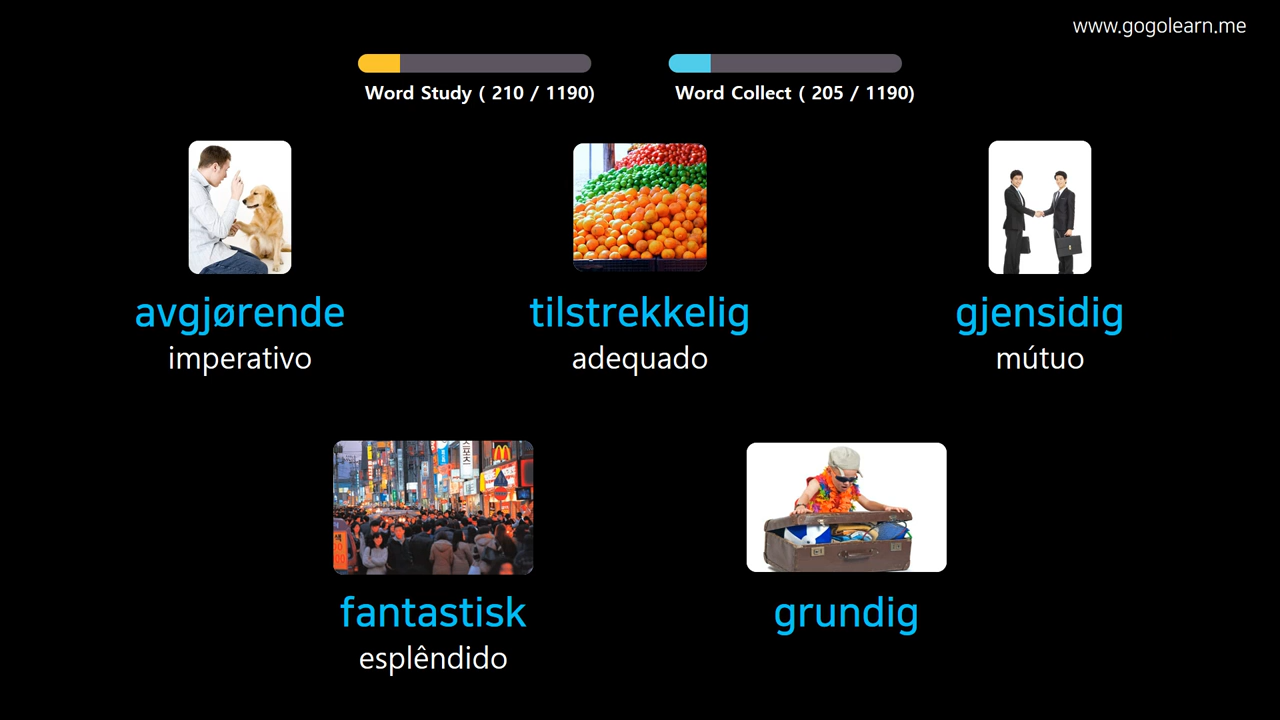 www.gogolearn.me
Word Study ( 210 / 1190)
Word Collect ( 205 / 1190)
avgjørende
imperativo
tilstrekkelig
adequado
gjensidig
mútuo
fantastisk
esplêndido
grundig